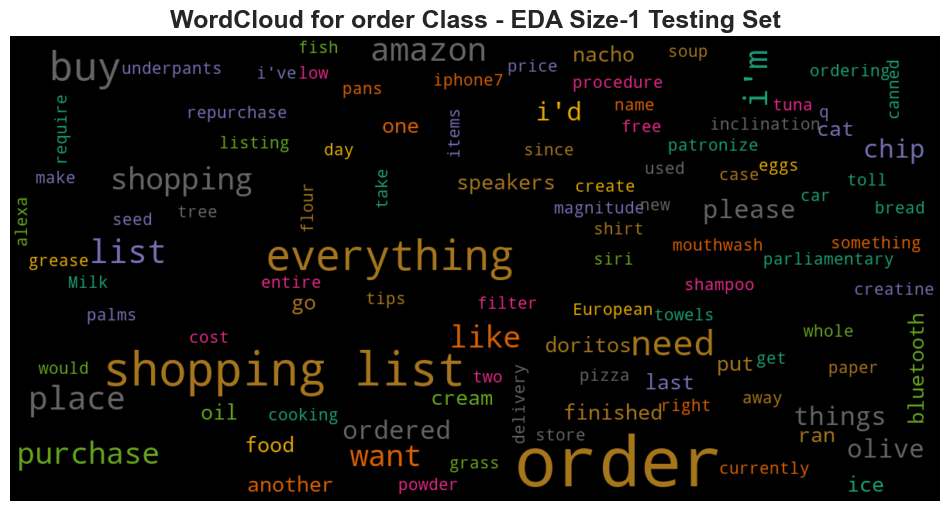 WordCloud for order Class - EDA Size-1 Testing Set
fish amazon nacho soup
buy underpants i've low price i'm ordering
pans iphone7 procedure canned
require repurchase items i'd name tuna q
listing one free inclination cat
day since patronize chip
make shopping take speakers create used case eggs toll
alexa seed tree flour magnitude new please car bread
shirt
grease list everything siri mouthwash something
parliamentary
Milk entire shampoo creatine
palms go tips filter European towels
cost like whole bluetooth
would shopping list two doritos need put get paper
pizza last
place oil cooking cream delivery finished right away things
ordered store ran
purchase food want grass order currently olive
another powder ice